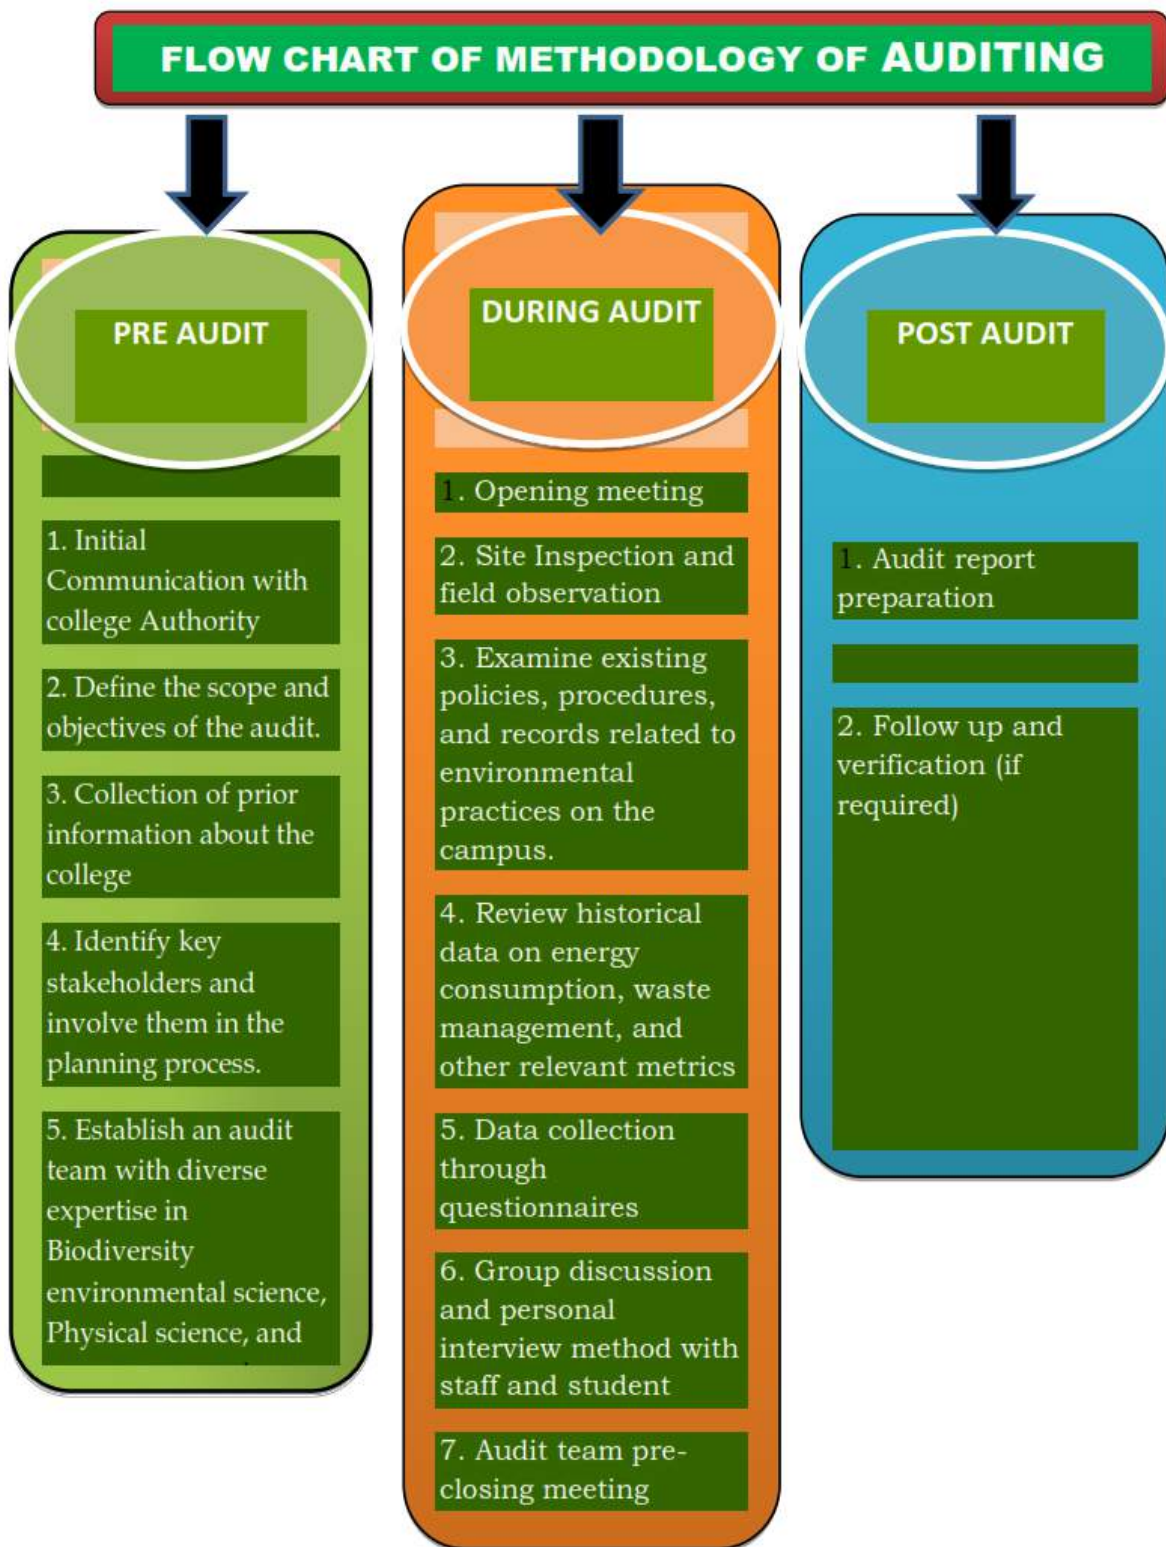 FLOW CHART OF METHODOLOGY OF AUDITING
PRE AUDIT
1. Initial
Communication with
college Authority
2. Define the scope and
objectives of the audit.
3. Collection of prior
information about the
college
4. Identify key
stakeholders and
involve them in the
planning process.
5. Establish an audit
team with diverse
expertise in
Biodiversity
environmental science,
Physical science, and
DURING AUDIT
1. Opening meeting
2. Site Inspection and
field observation
3. Examine existing
policies, procedures,
and records related to
environmental
practices on the
campus.
4. Review historical
data on energy
consumption, waste
management, and
other relevant metrics
5. Data collection
through
questionnaires
6. Group discussion
and personal
interview method with
staff and student
7. Audit team pre-
closing meeting
POST AUDIT
1. Audit report
preparation
2. Follow up and
verification (if
required)